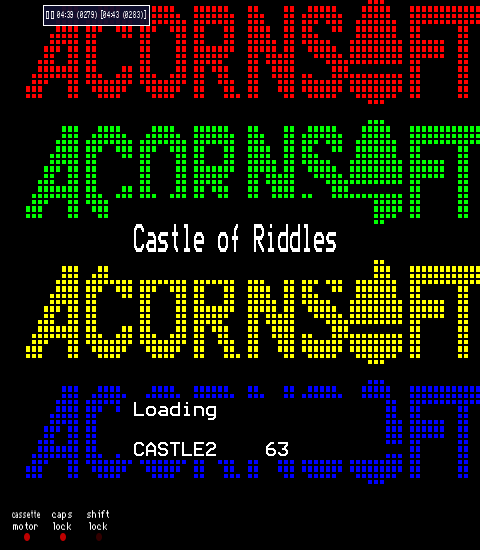 04:39 (0279) [04:43 (0283)]
ACORNSOFT
ACORNSOFT
Castle of Riddles
ACORNSOFT
ACORNSOFT
Loading
CASTLE2 63
cassette motor caps lock shift lock